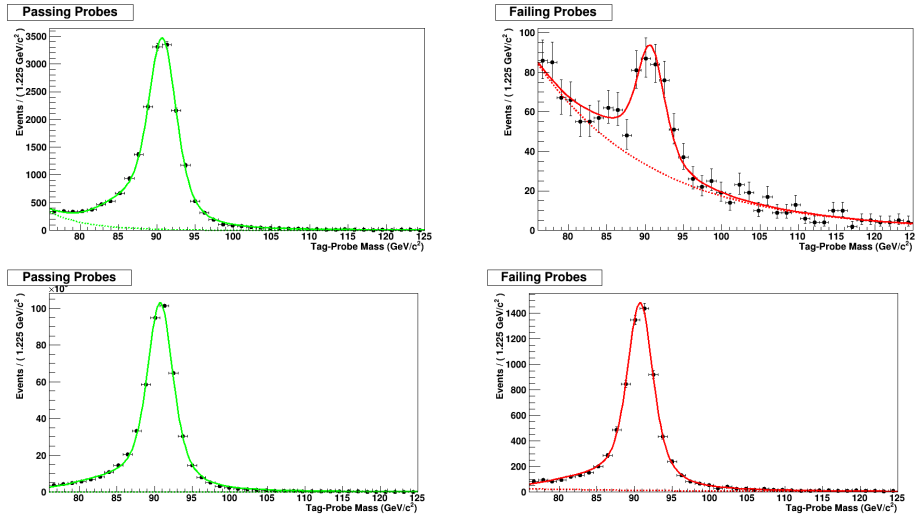 Passing Probes
Events / ( 1.225 GeV/c2 )
3500
3000
2500
2000
1500
1000
500
0
80 85 90 95 100 105 110 115 120 125
Tag-Probe Mass (GeV/c2)
Failing Probes
Events / ( 1.225 GeV/c2 )
100
80
60
40
20
0
80 85 90 95 100 105 110 115 120 125
Tag-Probe Mass (GeV/c2)
Passing Probes
Events / ( 1.225 GeV/c2 )
100
80
60
40
20
0
80 85 90 95 100 105 110 115 120 125
Tag-Probe Mass (GeV/c2)
Failing Probes
Events / ( 1.225 GeV/c2 )
1400
1200
1000
800
600
400
200
0
80 85 90 95 100 105 110 115 120 125
Tag-Probe Mass (GeV/c2)